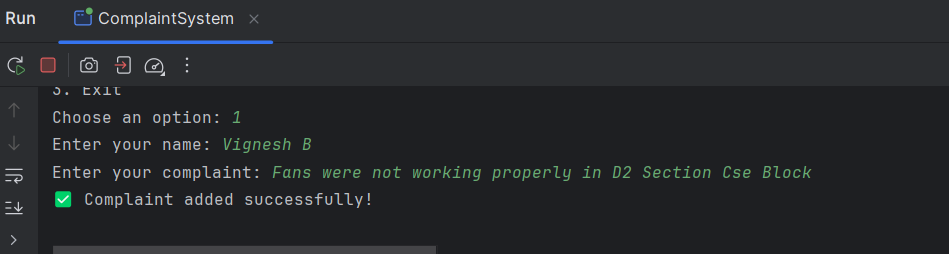 Run
ComplaintSystem
3. Exit
Choose an option: 1
Enter your name: Vignesh B
Enter your complaint: Fans were not working properly in D2 Section Cse Block
✅ Complaint added successfully!